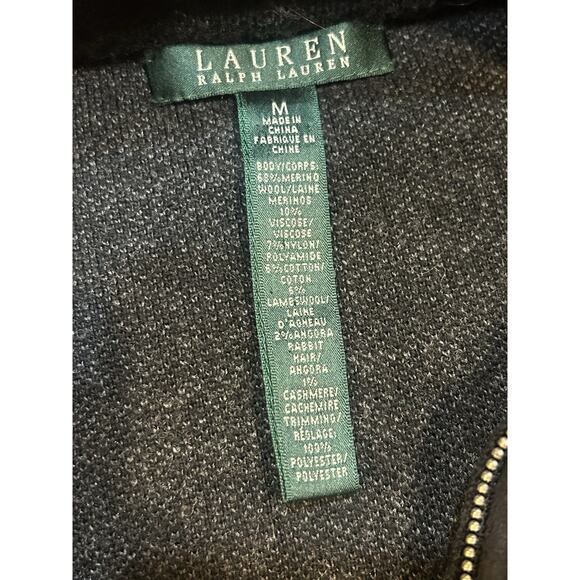 LAUREN
RALPH LAUREN
M
MADE IN
CHINA
FABRIQUE EN
CHINE
BODY/CORPS:
68% MERINO
WOOL/LAINE
MERINOS
10%
VISCOSE/
VISCOSE
7% NYLON/
POLYAMIDE
6% COTTON/
COTON
6%
LAMBSWOOL/
LAINE
D'AGNEAU
2% ANGORA
RABBIT
HAIR/
ANGORA
1%
CASHMERE/
CACHEMIRE
TRIMMING/
RÉGLAGE:
100%
POLYESTER/
POLYESTER